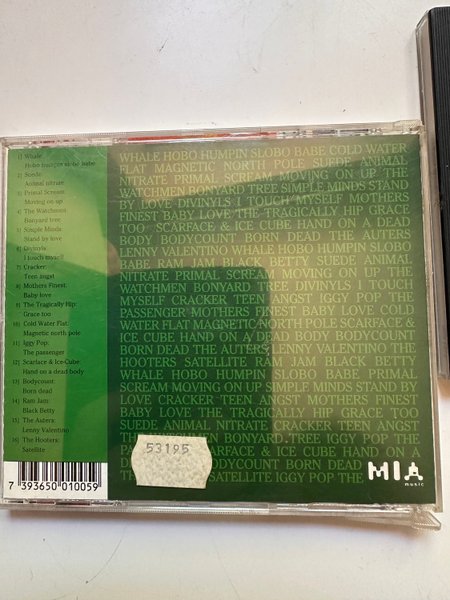 1) Whale:
Hobo humpin slobo babe
2) Suede:
Animal nitrate
3) Primal Scream:
Moving on up
4) The Watchmen:
Bonyard tree
5) Simple Minds:
Stand by love
6) Divinyls:
I touch myself
7) Cracker:
Teen angst
8) Mothers Finest:
Baby love
9) The Tragically Hip:
Grace too
10) Cold Water Flat:
Magnetic north pole
11) Iggy Pop:
The passenger
12) Scarface & Ice-Cube:
Hand on a dead body
13) Bodycount
Born dead
14) Ram Jam:
Black Betty
15) The Auters:
Lenny Valentino
16) The Hooters:
Satellite
7 393650 010059
WHALE HOBO HUMPIN SLOBO BABE COLD WATER
FLAT MAGNETIC NORTH POLE SUEDE ANIMAL
NITRATE PRIMAL SCREAM MOVING ON UP THE
WATCHMEN BONYARD TREE SIMPLE MINDS STAND
BY LOVE DIVINYLS I TOUCH MYSELF MOTHERS
FINEST BABY LOVE THE TRAGICALLY HIP GRACE
TOO SCARFACE & ICE CUBE HAND ON A DEAD
BODY BODYCOUNT BORN DEAD THE AUTERS
LENNY VALENTINO WHALE HOBO HUMPIN SLOBO
BABE RAM JAM BLACK BETTY SUEDE ANIMAL
NITRATE PRIMAL SCREAM MOVING ON UP THE
WATCHMEN BONYARD TREE DIVINYLS I TOUCH
MYSELF CRACKER TEEN ANGST IGGY POP THE
PASSENGER MOTHERS FINEST BABY LOVE COLD
WATER FLAT MAGNETIC NORTH POLE SCARFACE &
ICE CUBE HAND ON A DEAD BODY BODYCOUNT
BORN DEAD THE AUTERS LENNY VALENTINO THE
HOOTERS SATELLITE RAM JAM BLACK BETTY
WHALE HOBO HUMPIN SLOBO BABE PRIMAL
SCREAM MOVING ON UP SIMPLE MINDS STAND BY
LOVE CRACKER TEEN ANGST MOTHERS FINEST
BABY LOVE THE TRAGICALLY HIP GRACE TOO
SUEDE ANIMAL NITRATE CRACKER TEEN ANGST
THE WATCHMEN BONYARD TREE IGGY POP THE
SCARFACE & ICE CUBE HAND ON A
BODYCOUNT BORN DEAD
SATELLITE IGGY POP THE
53195
MIA
music